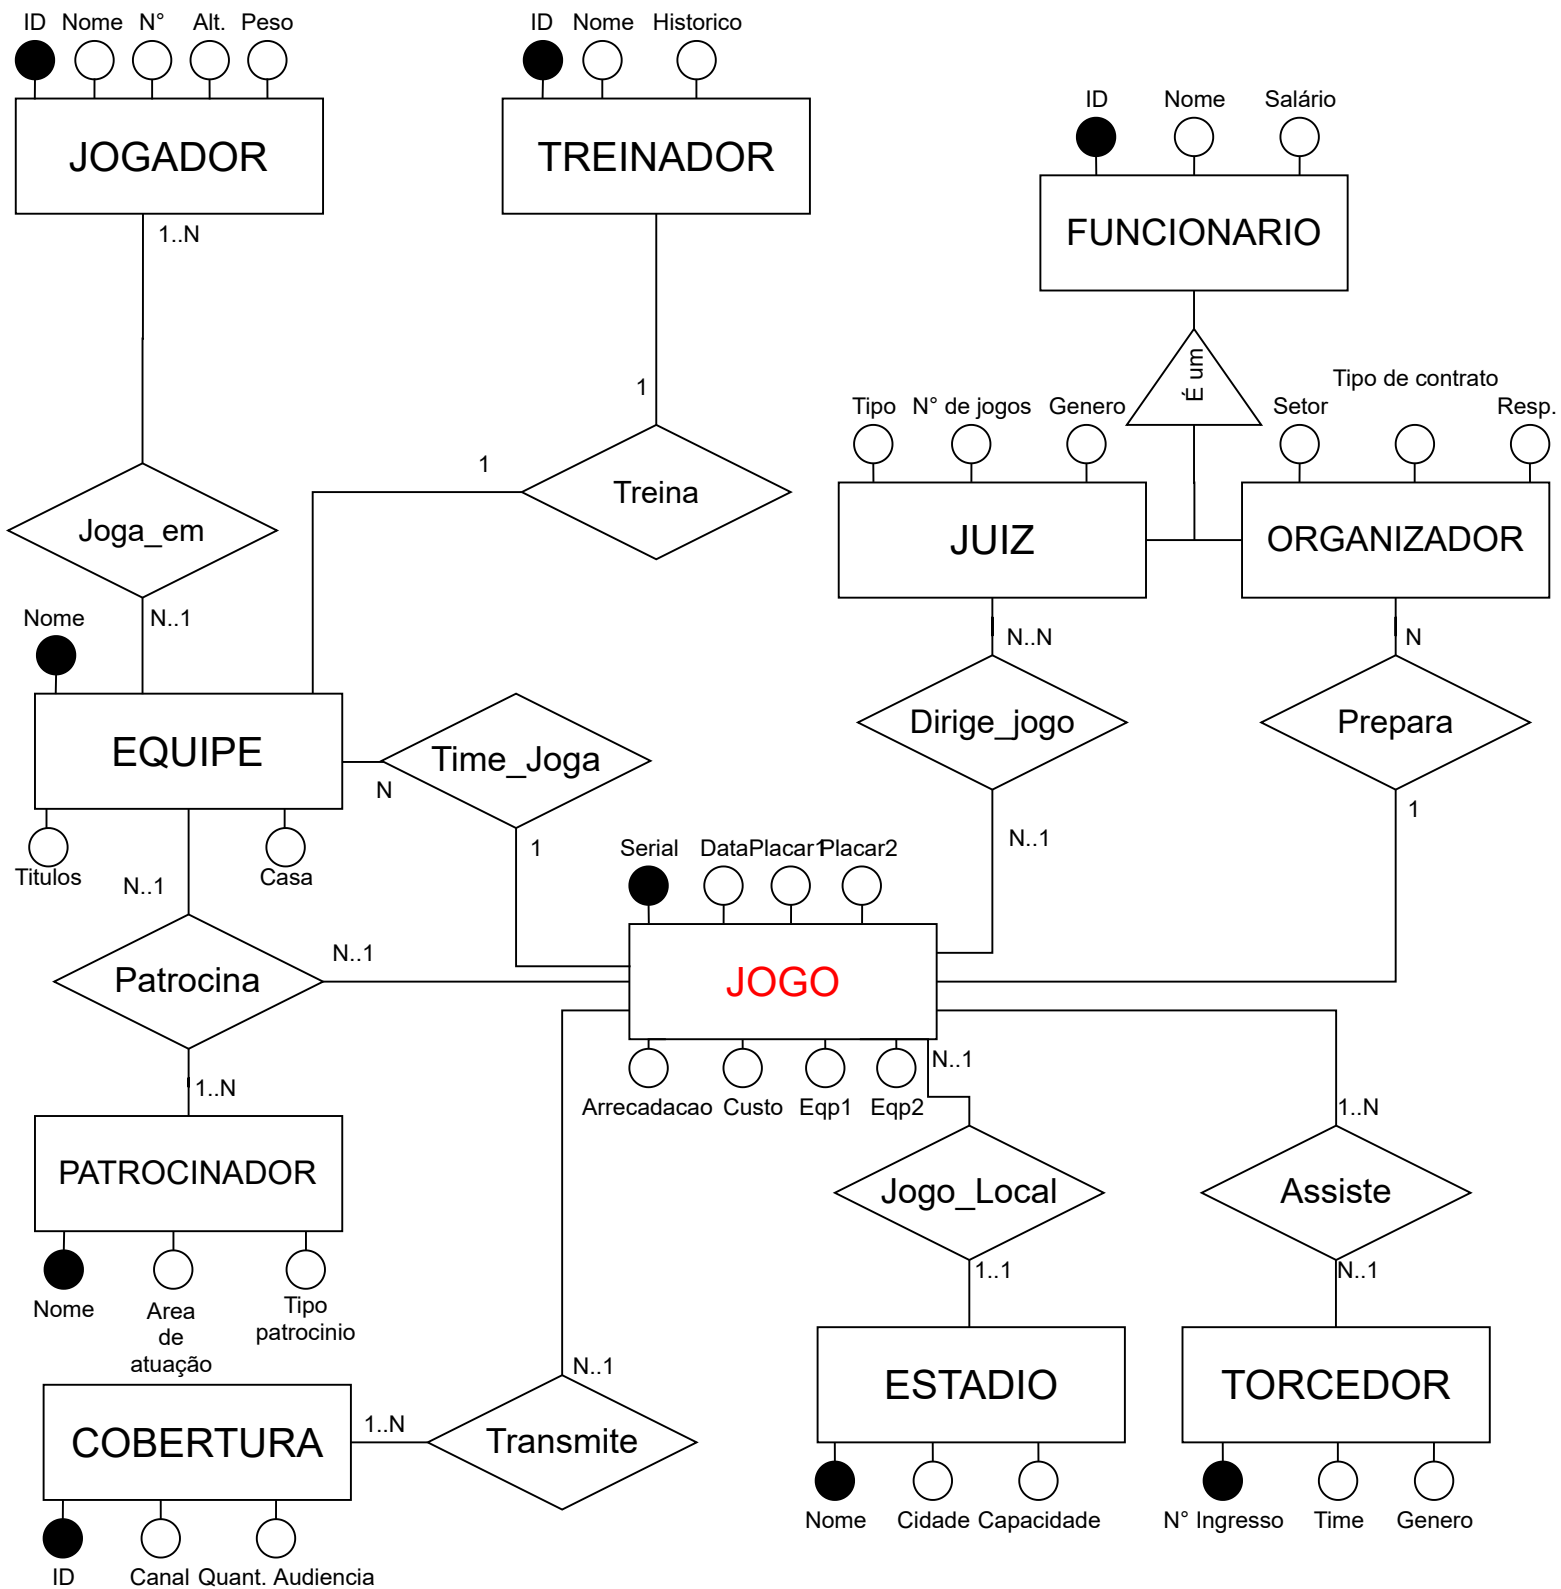 ID Nome N° Alt. Peso
ID Nome Historico
JOGADOR
TREINADOR
ID Nome Salário
FUNCIONARIO
1..N
1
É um
Tipo N° de jogos Genero
Setor Tipo de contrato Resp.
1
Treina
Joga_em
JUIZ
ORGANIZADOR
N..1
Nome
N..N
N
EQUIPE
Time_Joga
Dirige_jogo
Prepara
N
1
N..1
1
Titulos
Casa
N..1
Serial Data Placar1 Placar2
Patrocina
N..1
JOGO
1..N
N..1
Arrecadacao Custo Eqp1 Eqp2
1..N
PATROCINADOR
Jogo_Local
Assiste
1..1
N..1
Nome
Area
de
atuação
Tipo
patrocinio
N..1
COBERTURA
1..N
Transmite
ESTADIO
TORCEDOR
Nome Cidade Capacidade
N° Ingresso Time Genero
ID Canal Quant. Audiencia